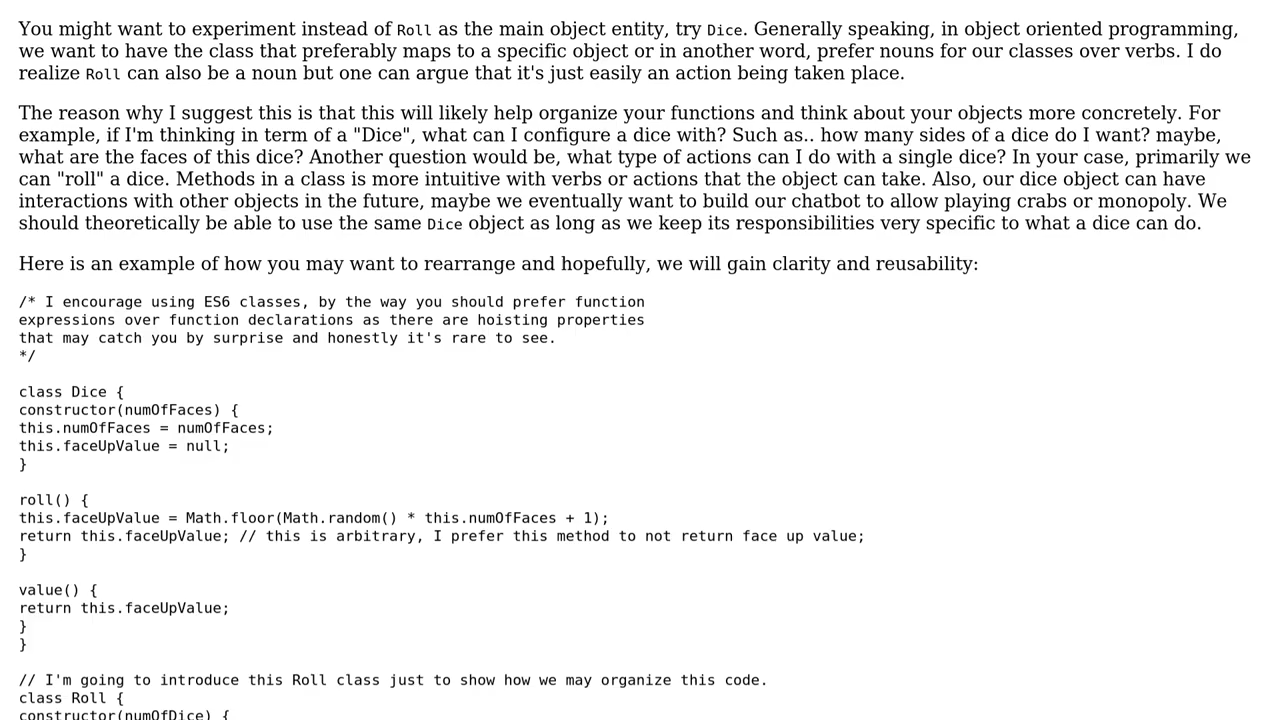 You might want to experiment instead of Roll as the main object entity, try Dice. Generally speaking, in object oriented programming,
we want to have the class that preferably maps to a specific object or in another word, prefer nouns for our classes over verbs. I do
realize Roll can also be a noun but one can argue that it's just easily an action being taken place.
The reason why I suggest this is that this will likely help organize your functions and think about your objects more concretely. For
example, if I'm thinking in term of a "Dice", what can I configure a dice with? Such as.. how many sides of a dice do I want? maybe,
what are the faces of this dice? Another question would be, what type of actions can I do with a single dice? In your case, primarily we
can "roll" a dice. Methods in a class is more intuitive with verbs or actions that the object can take. Also, our dice object can have
interactions with other objects in the future, maybe we eventually want to build our chatbot to allow playing crabs or monopoly. We
should theoretically be able to use the same Dice object as long as we keep its responsibilities very specific to what a dice can do.
Here is an example of how you may want to rearrange and hopefully, we will gain clarity and reusability:
/* I encourage using ES6 classes, by the way you should prefer function
expressions over function declarations as there are hoisting properties
that may catch you by surprise and honestly it's rare to see.
*/
class Dice {
constructor(numOfFaces) {
this.numOfFaces = numOfFaces;
this.faceUpValue = null;
}
roll() {
this.faceUpValue = Math.floor(Math.random() * this.numOfFaces + 1);
return this.faceUpValue; // this is arbitrary, I prefer this method to not return face up value;
}
value() {
return this.faceUpValue;
}
}
// I'm going to introduce this Roll class just to show how we may organize this code.
class Roll {
constructor(numOfDice) {